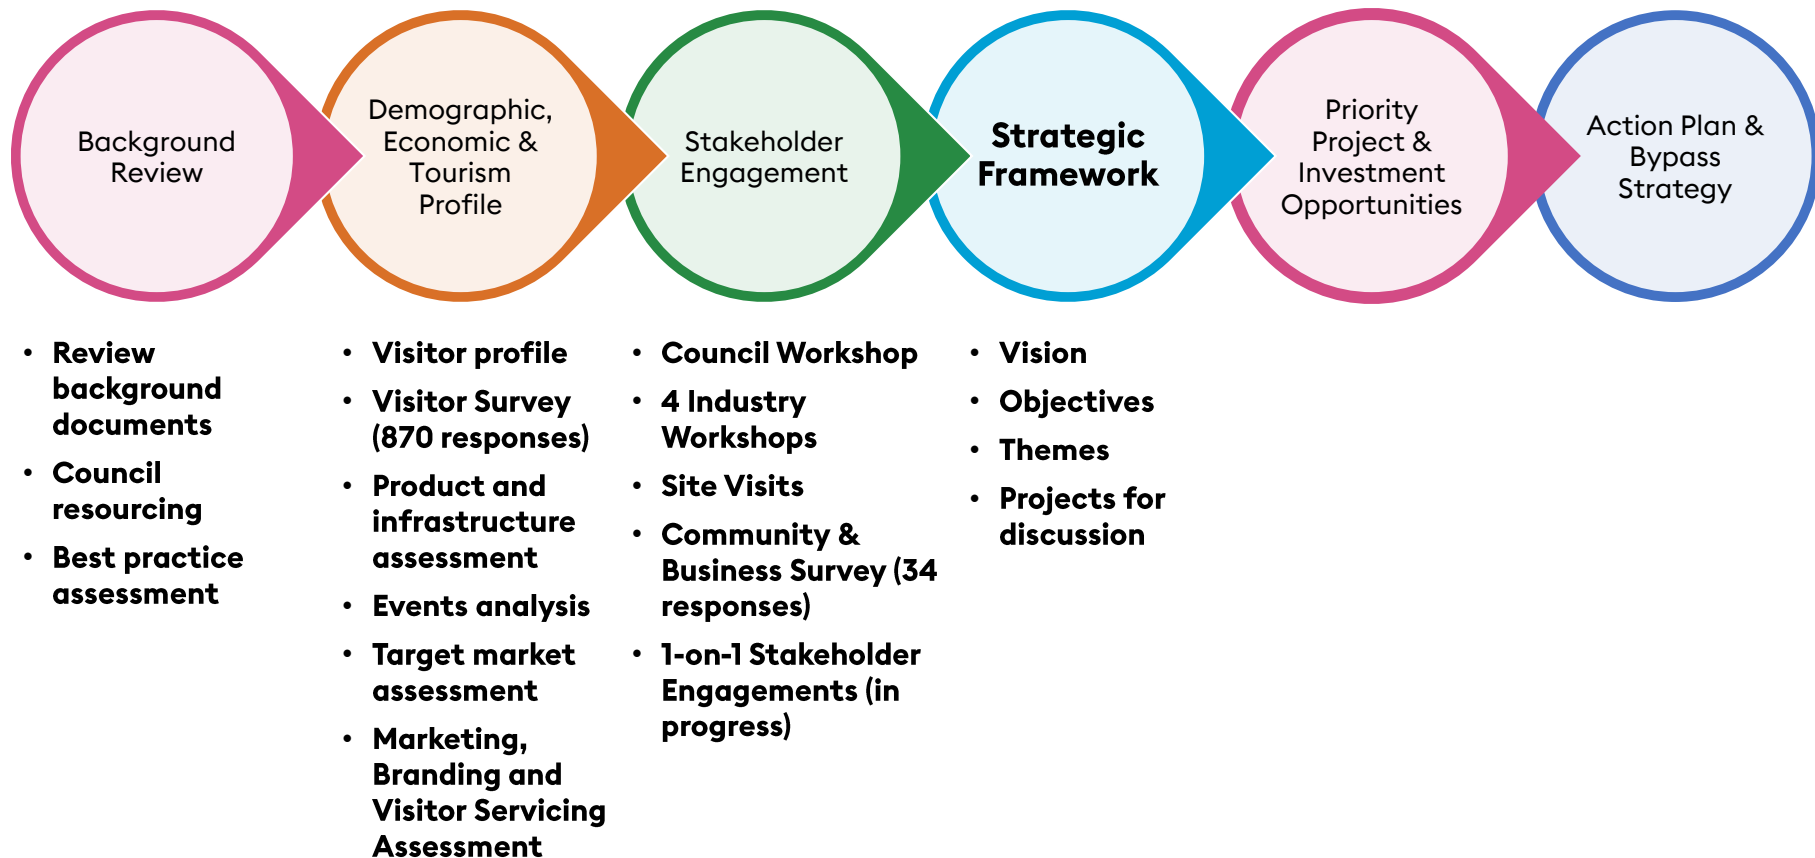 Background
Review
Demographic,
Economic &
Tourism
Profile
Stakeholder
Engagement
Strategic
Framework
Priority
Project &
Investment
Opportunities
Action Plan &
Bypass
Strategy
• Review
background
documents
• Council
resourcing
• Best practice
assessment
• Visitor profile
• Visitor Survey
(870 responses)
• Product and
infrastructure
assessment
• Events analysis
• Target market
assessment
• Marketing,
Branding and
Visitor Servicing
Assessment
• Council Workshop
• 4 Industry
Workshops
• Site Visits
• Community &
Business Survey (34
responses)
• 1-on-1 Stakeholder
Engagements (in
progress)
• Vision
• Objectives
• Themes
• Projects for
discussion